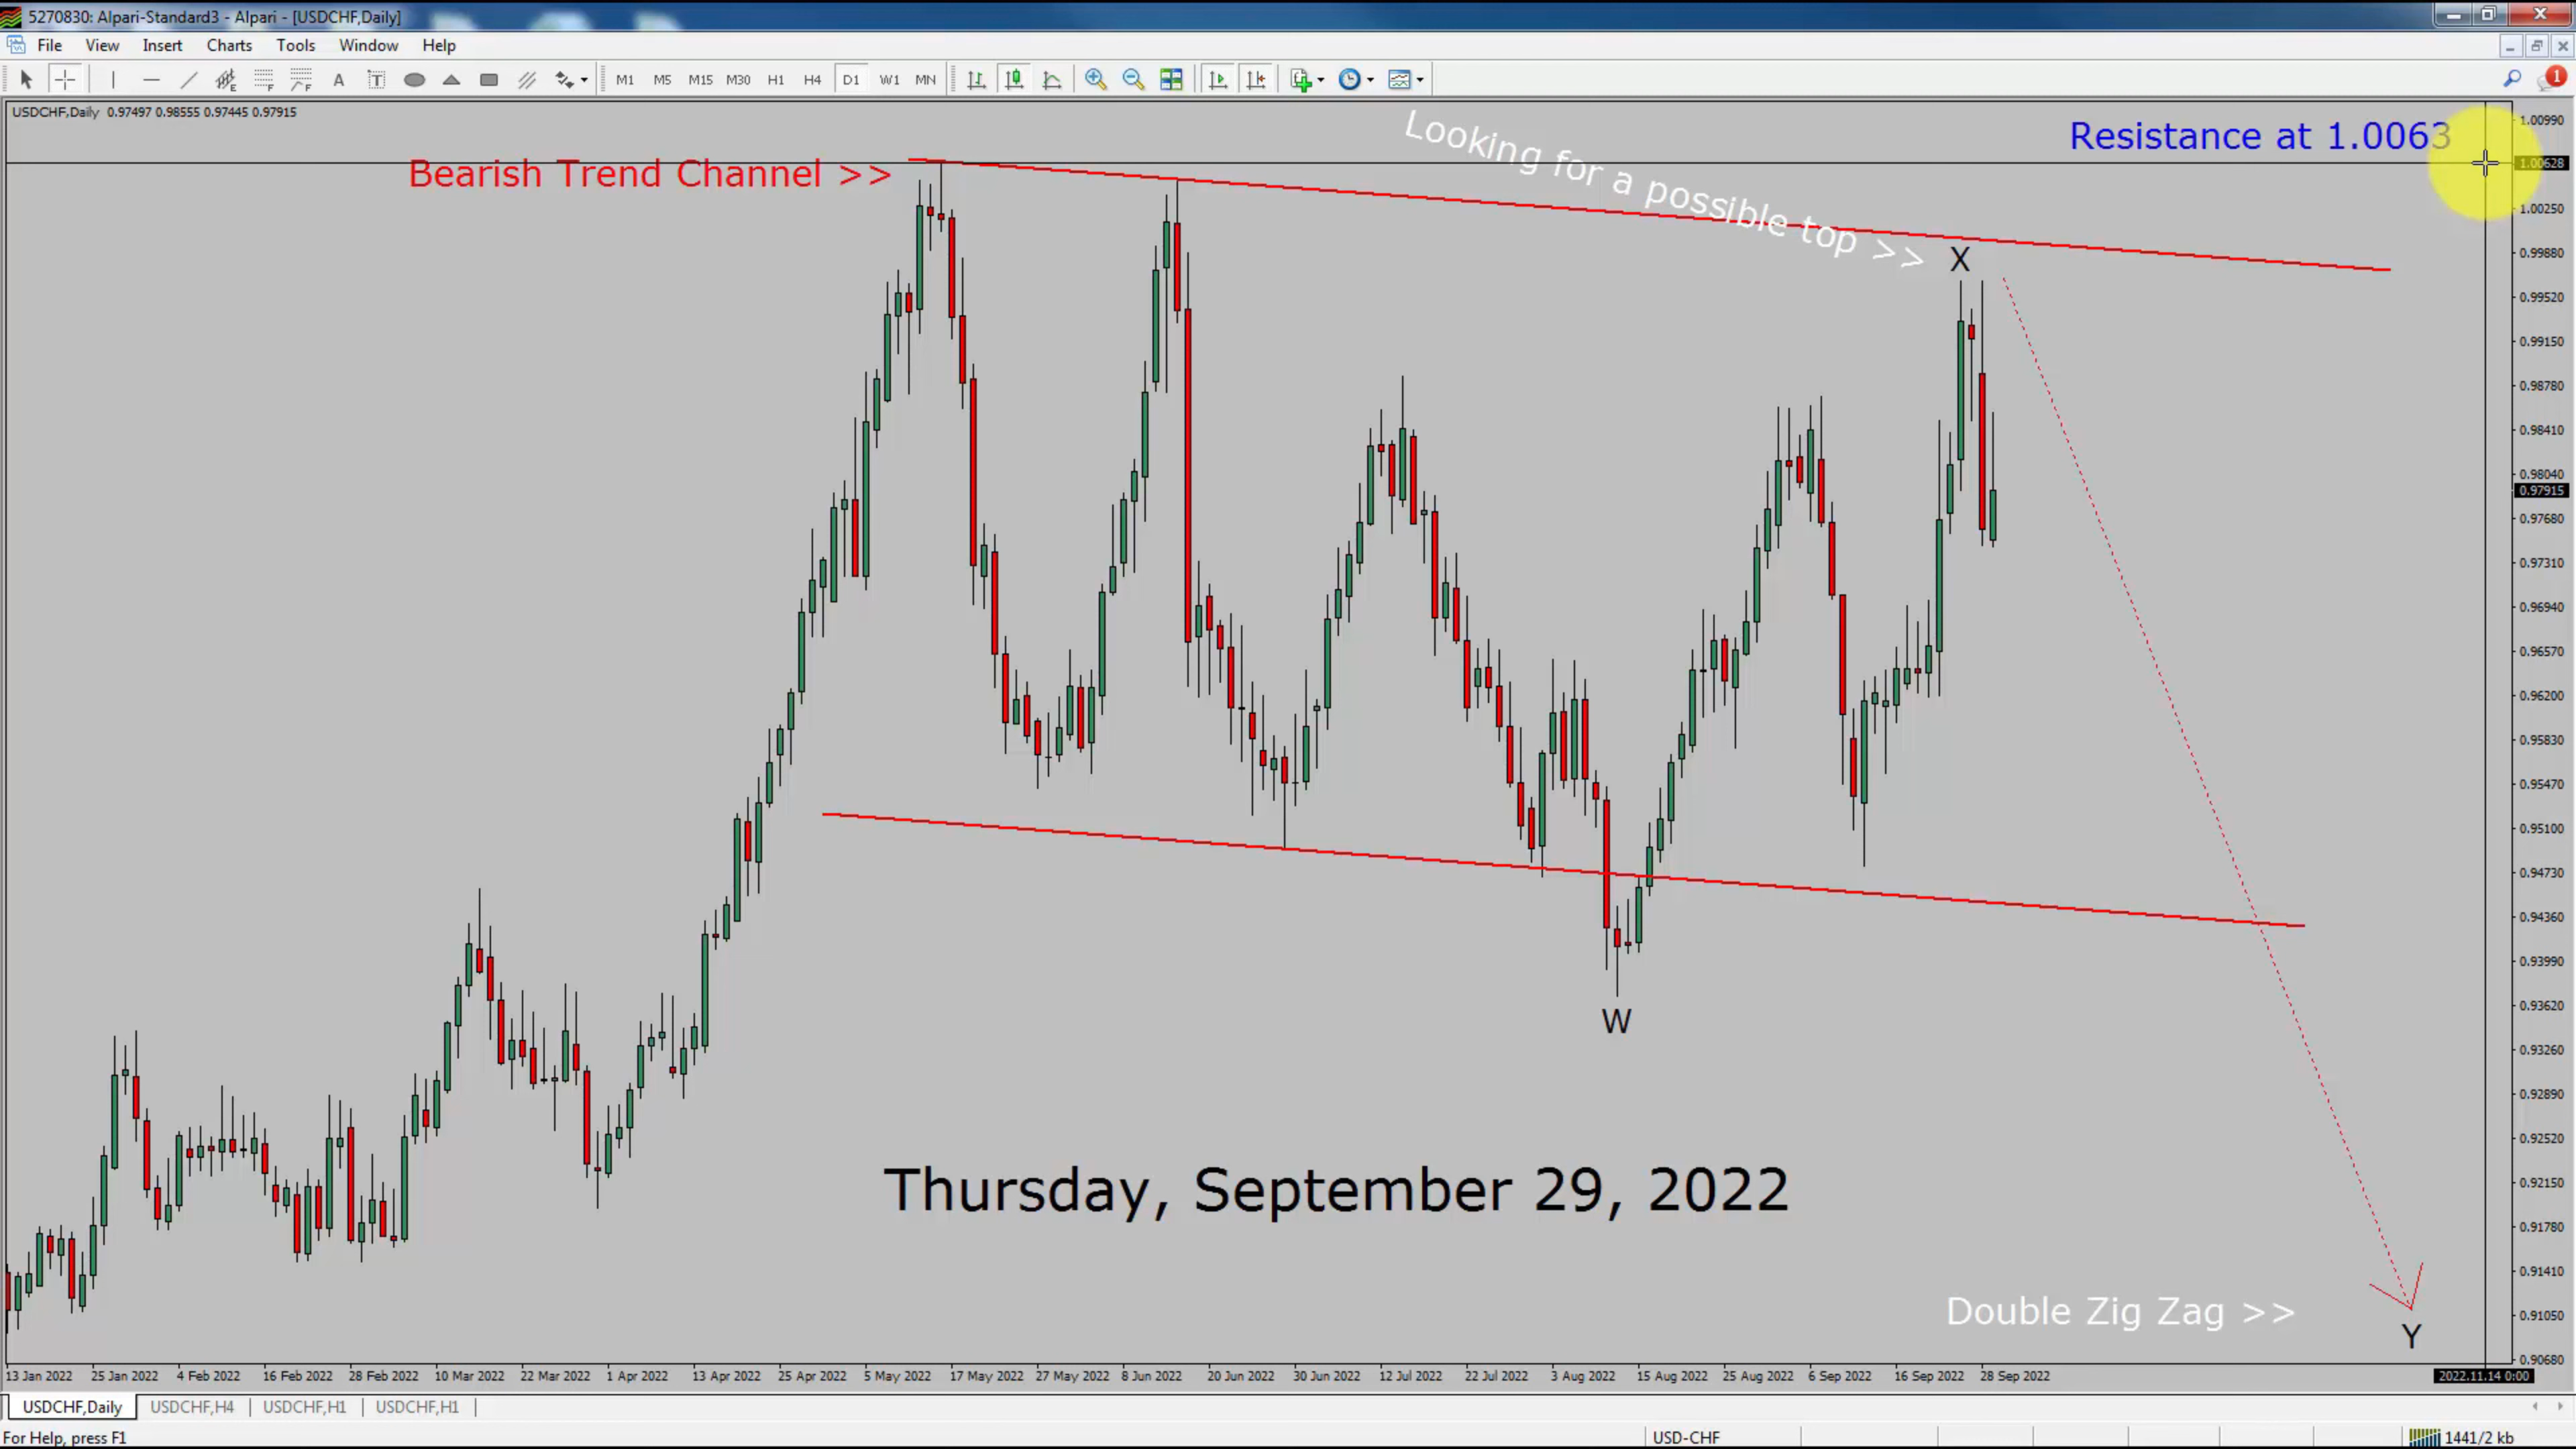 5270830: Alpari-Standard3 - Alpari - [USDCHF,Daily]
File View Insert Charts Tools Window Help
A T M1 M5 M15 M30 H1 H4 D1 W1 MN 1
USDCHF,Daily 0.97497 0.98555 0.97445 0.97915
Looking for a possible top >>
Resistance at 1.0063
Bearish Trend Channel >>
X
W
Thursday, September 29, 2022
Double Zig Zag >>
Y
1.00990
1.00628
1.00250
0.99880
0.99520
0.99150
0.98780
0.98410
0.98040
0.97915
0.97680
0.97310
0.96940
0.96570
0.96200
0.95830
0.95470
0.95100
0.94730
0.94360
0.93990
0.93620
0.93260
0.92890
0.92520
0.92150
0.91780
0.91410
0.91050
0.90680
13 Jan 2022 25 Jan 2022 4 Feb 2022 16 Feb 2022 28 Feb 2022 10 Mar 2022 22 Mar 2022 1 Apr 2022 13 Apr 2022 25 Apr 2022 5 May 2022 17 May 2022 27 May 2022 8 Jun 2022 20 Jun 2022 30 Jun 2022 12 Jul 2022 22 Jul 2022 3 Aug 2022 15 Aug 2022 25 Aug 2022 6 Sep 2022 16 Sep 2022 28 Sep 2022 2022.11.14 0:00
USDCHF,Daily USDCHF,H4 USDCHF,H1 USDCHF,H1
For Help, press F1 USD-CHF 1441/2 kb